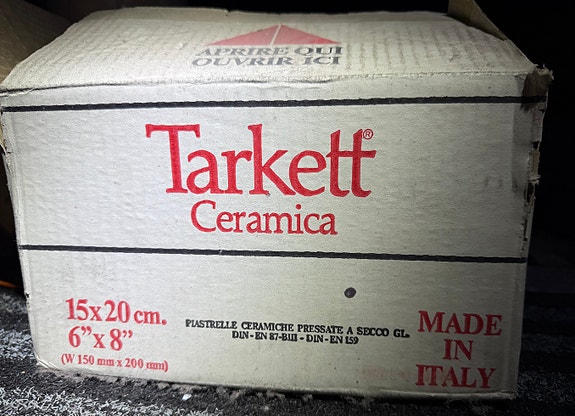 APRIRE QUI
OUVRIR ICI
Tarkett®
Ceramica
15x20 cm.
6”x 8”
(W 150 mm x 200 mm)
PIASTRELLE CERAMICHE PRESSATE A SECCO GL.
DIN - EN 87-BIII - DIN - EN 159
MADE
IN
ITALY